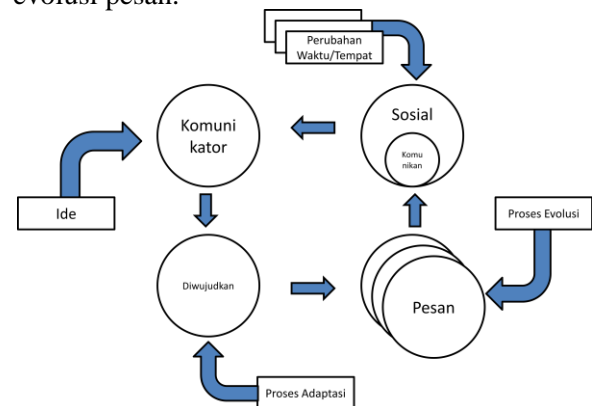 evolusi pesan.
Perubahan
Waktu/Tempat
Komuni
kator
Sosial
Komu
nikan
Ide
Proses Evolusi
Diwujudkan
Pesan
Proses Adaptasi